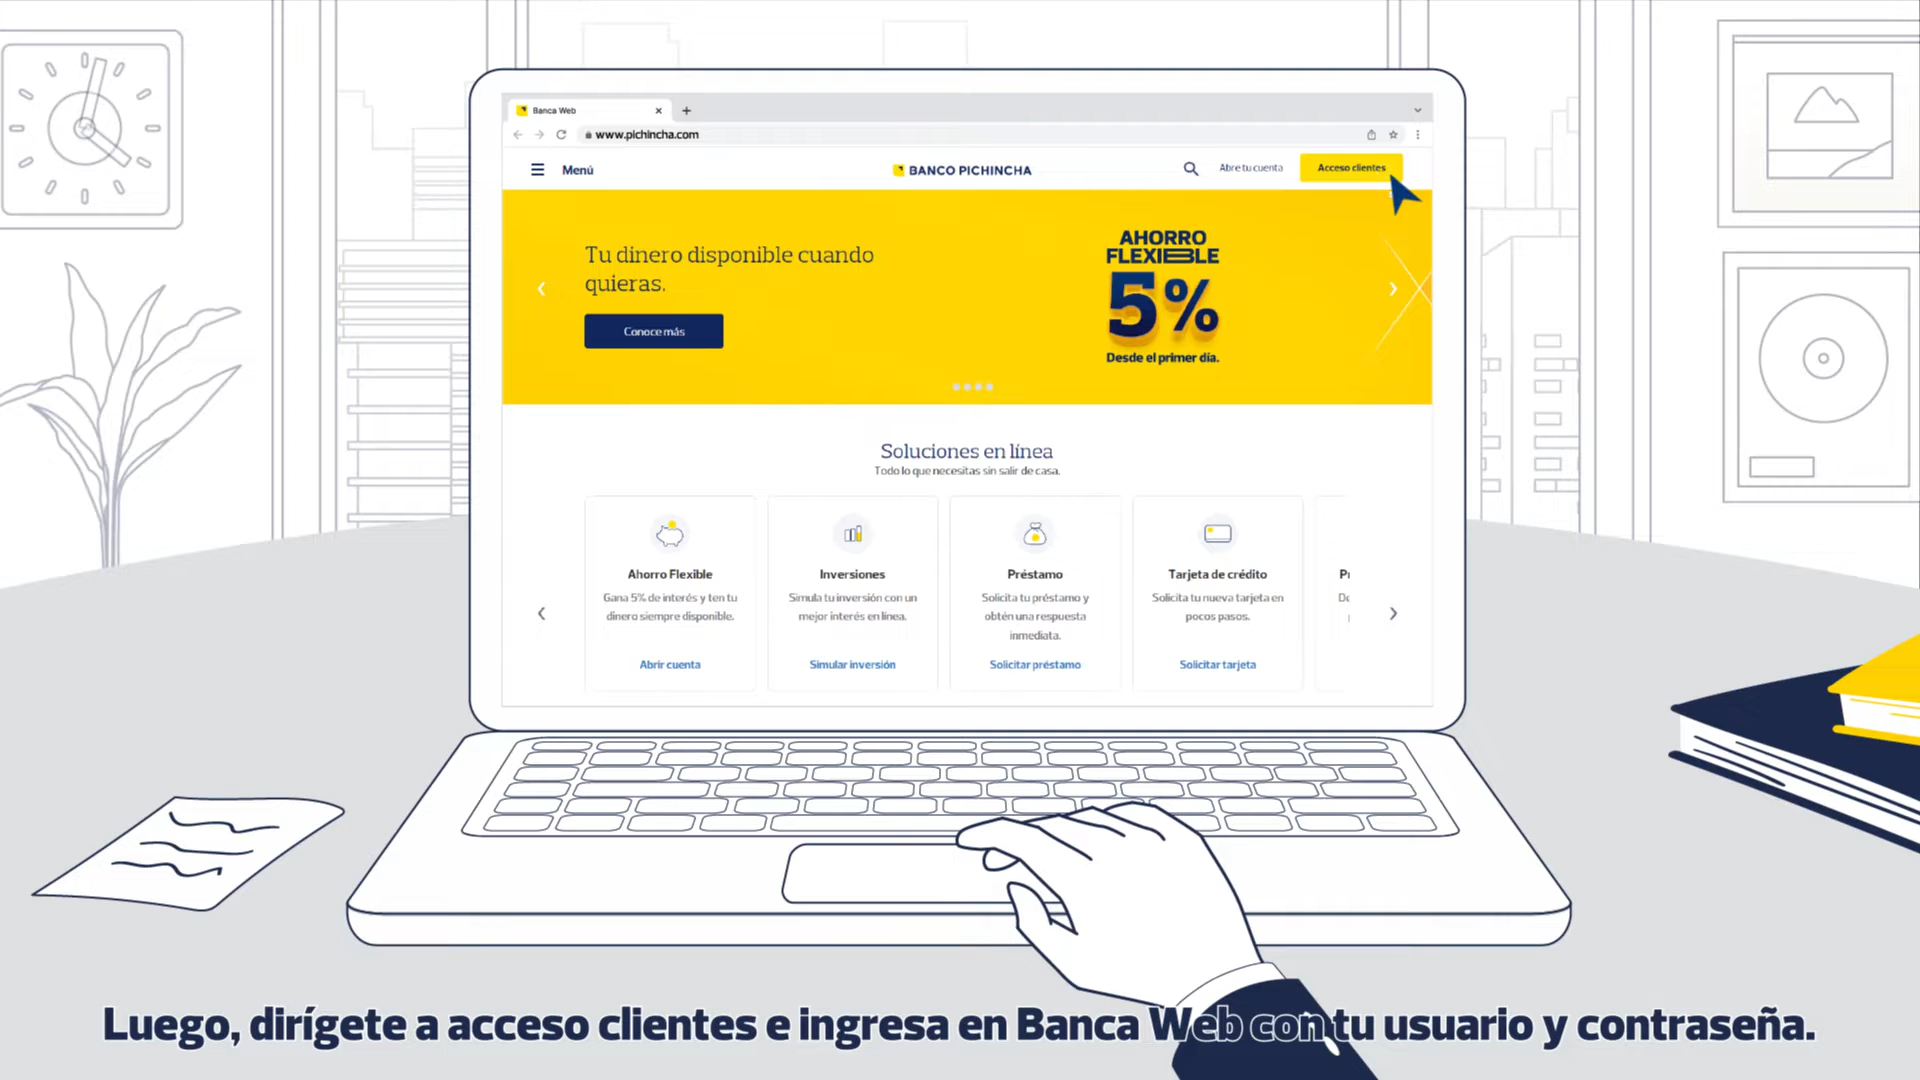 Banca Web
www.pichincha.com
Menú
BANCO PICHINCHA
Abre tu cuenta
Acceso clientes
Tu dinero disponible cuando
quieras.
Conoce más
AHORRO
FLEXIBLE
5%
Desde el primer día.
Soluciones en línea
Todo lo que necesitas sin salir de casa.
Ahorro Flexible
Gana 5% de interés y ten tu
dinero siempre disponible.
Abrir cuenta
Inversiones
Simula tu inversión con un
mejor interés en línea.
Simular inversión
Préstamo
Solicita tu préstamo y
obtén una respuesta
inmediata.
Solicitar préstamo
Tarjeta de crédito
Solicita tu nueva tarjeta en
pocos pasos.
Solicitar tarjeta
Luego, dirígete a acceso clientes e ingresa en Banca Web con tu usuario y contraseña.